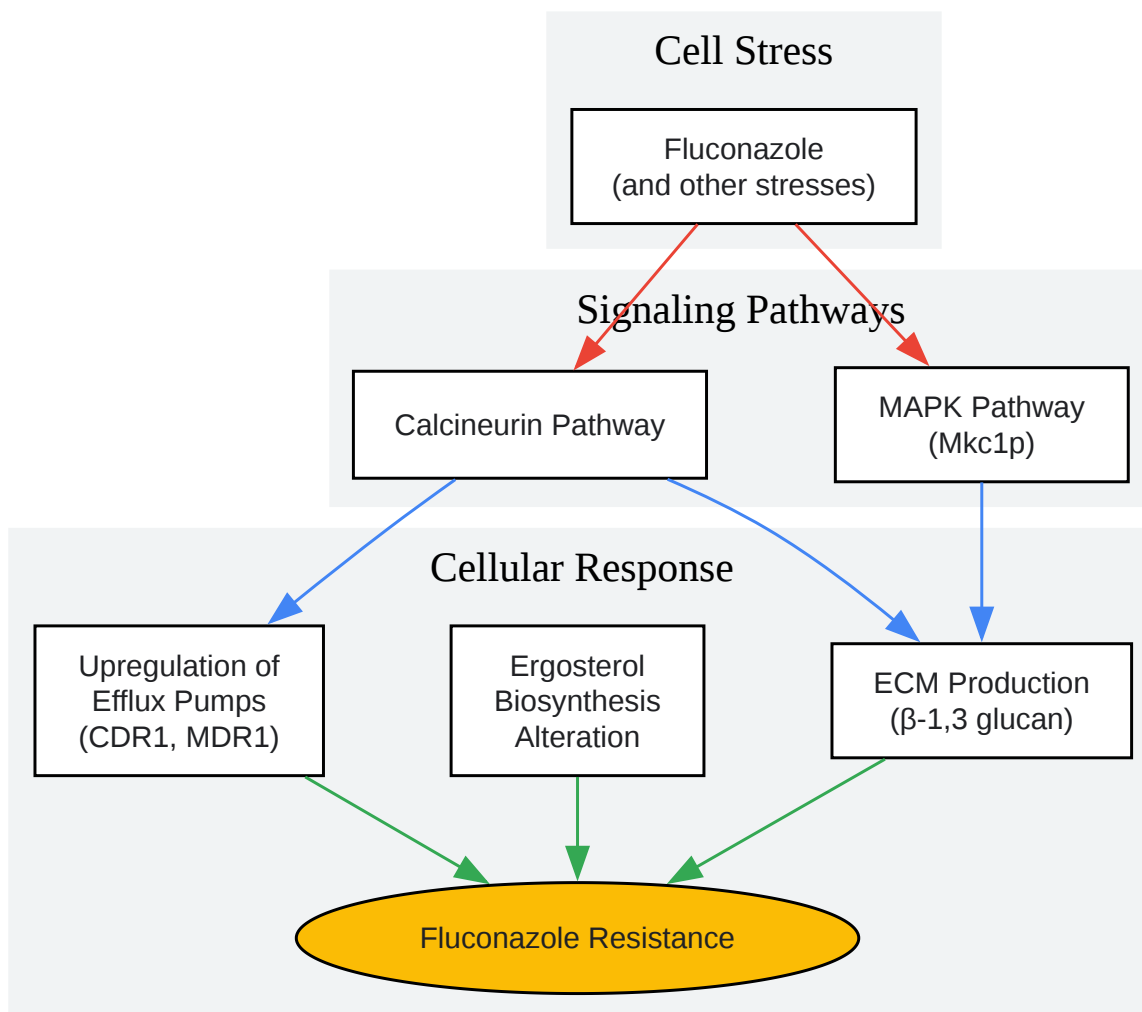 Cell Stress
Fluconazole
(and other stresses)
Signaling Pathways
Calcineurin Pathway
MAPK Pathway
(Mkc1p)
Cellular Response
Upregulation of
Efflux Pumps
(CDR1, MDR1)
Ergosterol
Biosynthesis
Alteration
ECM Production
(β-1,3 glucan)
Fluconazole Resistance